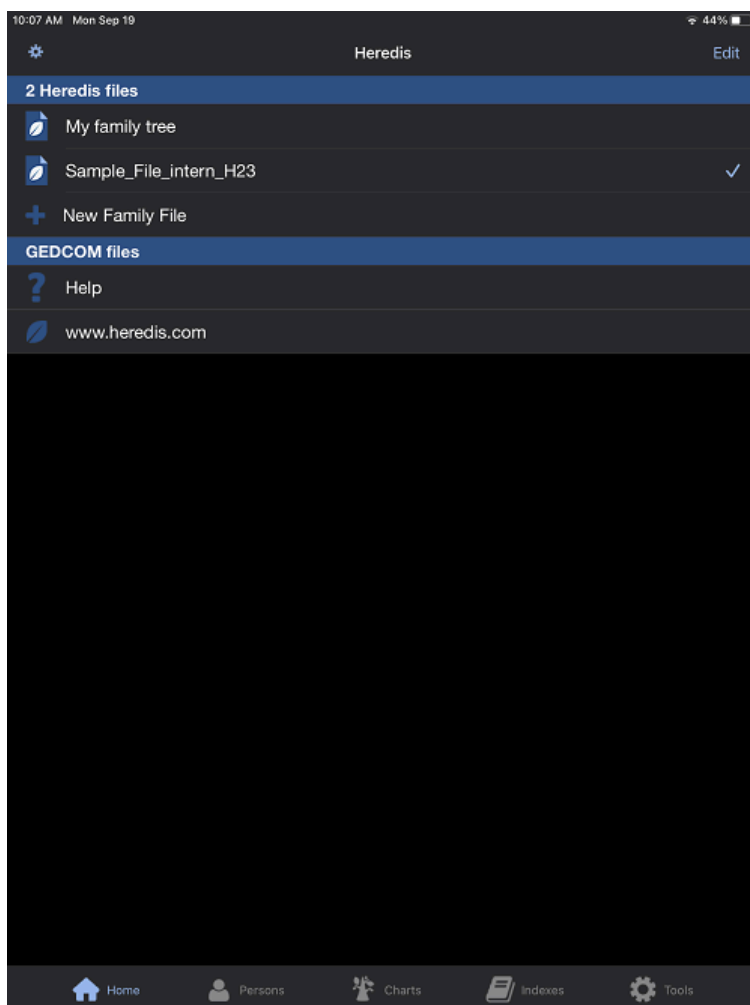 10:07 AM Mon Sep 19 44%
Heredis Edit
2 Heredis files
My family tree
Sample_File_intern_H23
New Family File
GEDCOM files
Help
www.heredis.com
Home Persons Charts Indexes Tools